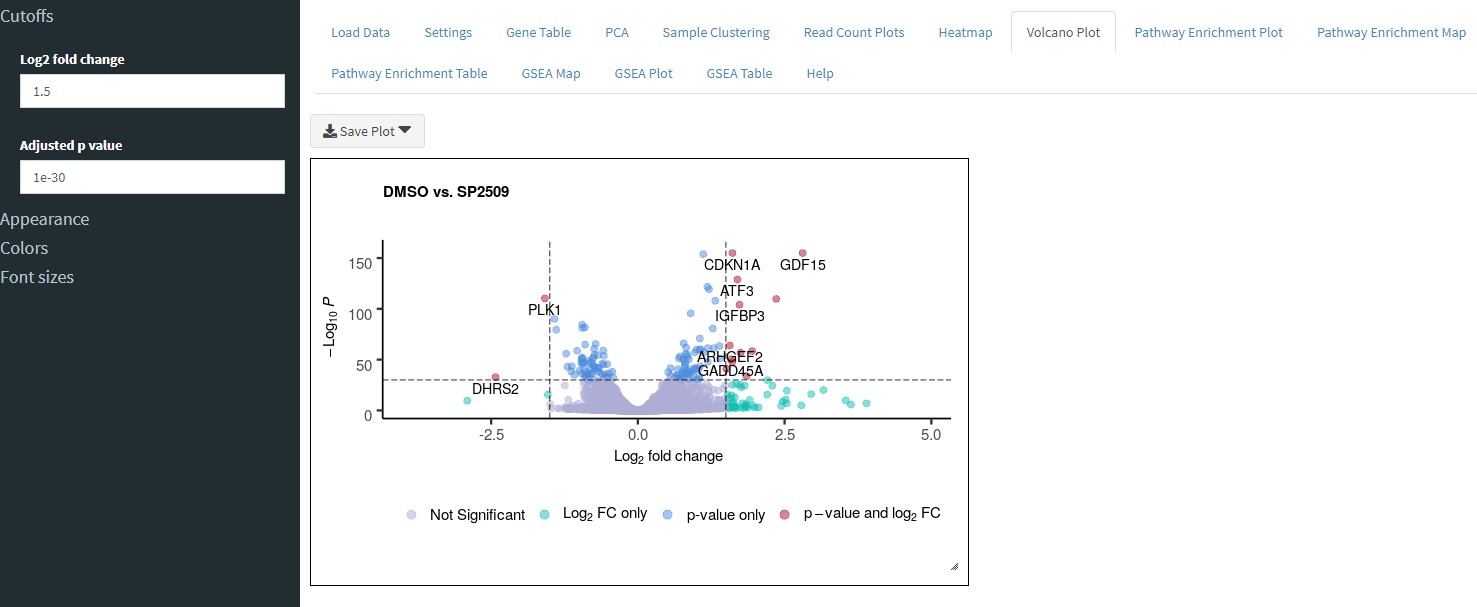 Cutoffs
Log2 fold change
1.5
Adjusted p value
1e-30
Appearance
Colors
Font sizes
Load Data Settings Gene Table PCA Sample Clustering Read Count Plots Heatmap Volcano Plot Pathway Enrichment Plot Pathway Enrichment Map
Pathway Enrichment Table GSEA Map GSEA Plot GSEA Table Help
Save Plot
DMSO vs. SP2509
−Log10 P
150
100
50
0
CDKN1A GDF15
ATF3
PLK1 IGFBP3
ARHGEF2
GADD45A
DHRS2
-2.5 0.0 2.5 5.0
Log2 fold change
Not Significant Log2 FC only p-value only p−value and log2 FC